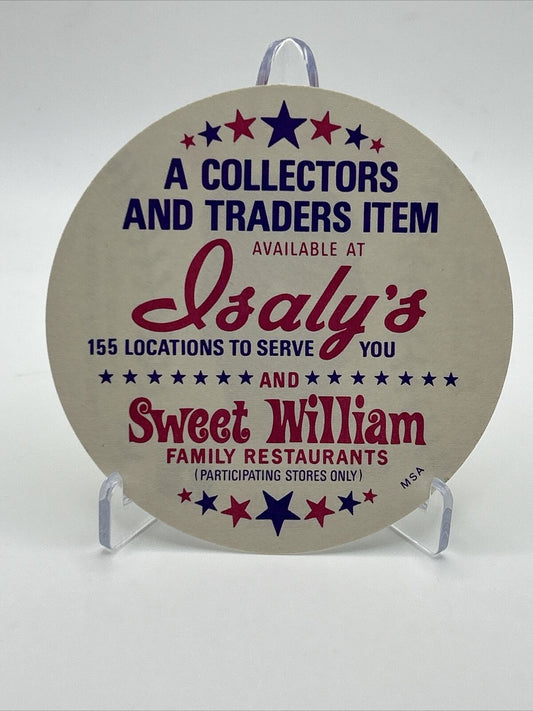 A COLLECTORS
AND TRADERS ITEM
AVAILABLE AT
Isaly's
155 LOCATIONS TO SERVE YOU
AND
Sweet William
FAMILY RESTAURANTS
(PARTICIPATING STORES ONLY)
MSA